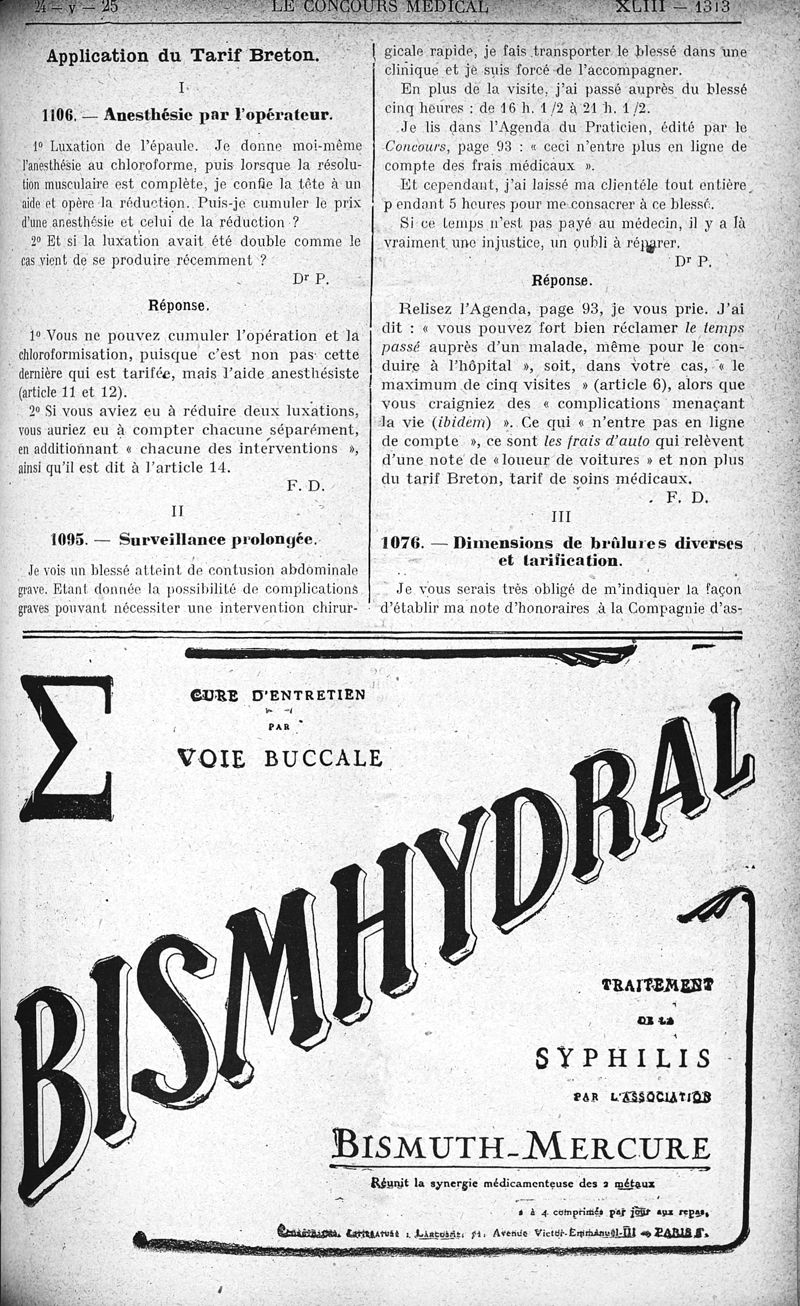 24 — V — 25 LE CONCOURS MÉDICAL XLIII — 1313
Application du Tarif Breton.
I
1106. — Anesthésie par l'opérateur.
1° Luxation de l'épaule. Je donne moi-même
l'anesthésie au chloroforme, puis lorsque la résolu-
tion musculaire est complète, je confie la tête à un
aide et opère la réduction. Puis-je cumuler le prix
d'une anesthésie et celui de la réduction ?
2° Et si la luxation avait été double comme le
cas vient de se produire récemment ?
Dr P.
Réponse.
1° Vous ne pouvez cumuler l'opération et la
chloroformisation, puisque c'est non pas cette
dernière qui est tarifée, mais l'aide anesthésiste
(article 11 et 12).
2° Si vous aviez eu à réduire deux luxations,
vous auriez eu à compter chacune séparément,
en additionnant « chacune des interventions »,
ainsi qu'il est dit à l'article 14.
F. D.
II
1095. — Surveillance prolongée.
Je vois un blessé atteint de contusion abdominale
grave. Etant donnée la possibilité de complications
graves pouvant nécessiter une intervention chirur-
gicale rapide, je fais transporter le blessé dans une
clinique et je suis forcé de l'accompagner.
En plus de la visite, j'ai passé auprès du blessé
cinq heures : de 16 h. 1/2 à 21 h. 1/2.
Je lis dans l'Agenda du Praticien, édité par le
Concours, page 93 : « ceci n'entre plus en ligne de
compte des frais médicaux ».
Et cependant, j'ai laissé ma clientéle tout entière
pendant 5 heures pour me consacrer à ce blessé.
Si ce temps n'est pas payé au médecin, il y a là
vraiment une injustice, un oubli à réparer.
Dr P.
Réponse.
Relisez l'Agenda, page 93, je vous prie. J'ai
dit : « vous pouvez fort bien réclamer le temps
passé auprès d'un malade, même pour le con-
duire à l'hôpital », soit, dans votre cas, « le
maximum de cinq visites » (article 6), alors que
vous craigniez des « complications menaçant
la vie (ibidem) ». Ce qui « n'entre pas en ligne
de compte », ce sont les frais d'auto qui relèvent
d'une note de « loueur de voitures » et non plus
du tarif Breton, tarif de soins médicaux.
F. D.
III
1076. — Dimensions de brûlures diverses
et tarification.
Je vous serais très obligé de m'indiquer la façon
d'établir ma note d'honoraires à la Compagnie d'as-
Σ
CURE D'ENTRETIEN
PAR
VOIE BUCCALE
BISMHYDRAL
TRAITEMENT
DE LA
SYPHILIS
PAR L'ASSOCIATION
BISMUTH-MERCURE
Réunit la synergie médicamenteuse des 2 métaux
à 4 comprimés par jour aux repas,
Avenue Victor-Emmanuel-III PARIS